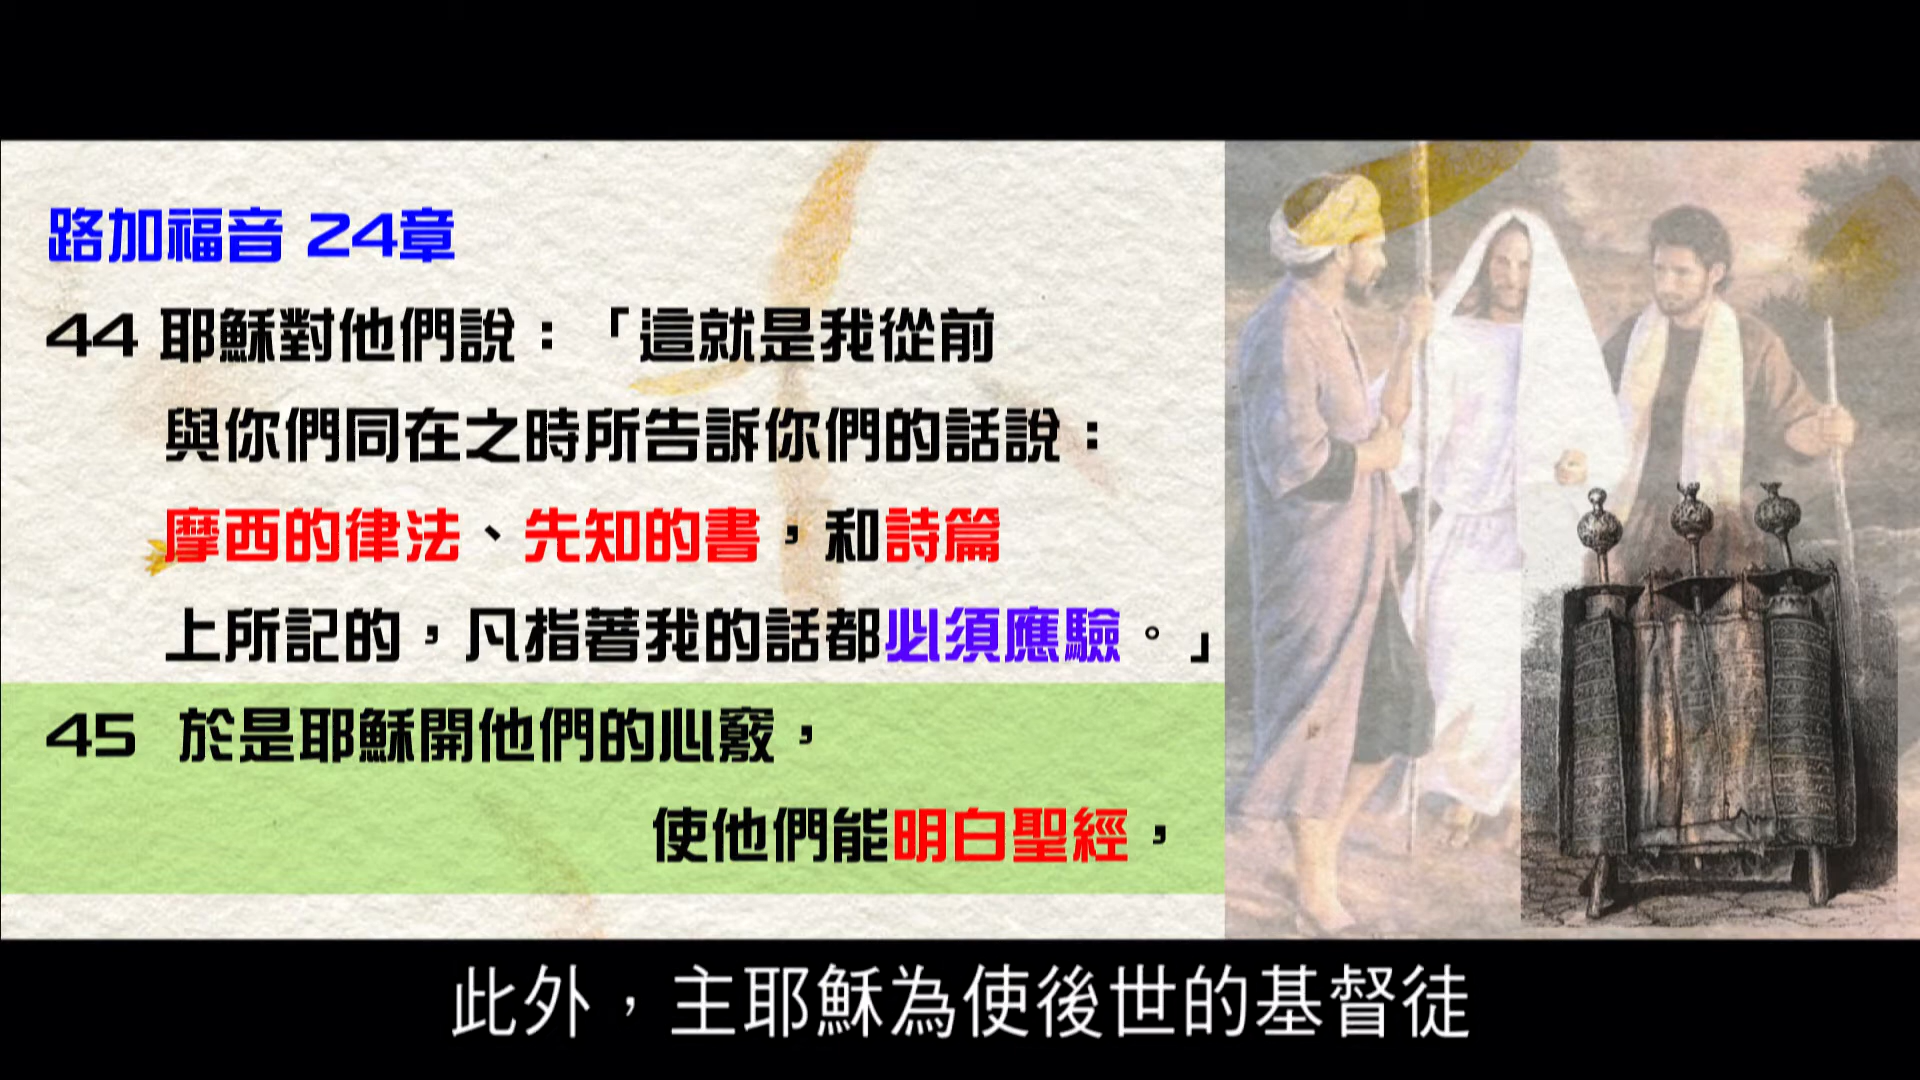 路加福音 24章
44 耶穌對他們說：「這就是我從前
與你們同在之時所告訴你們的話說：
摩西的律法、先知的書，和詩篇
上所記的，凡指著我的話都必須應驗。」
45 於是耶穌開他們的心竅，
使他們能明白聖經，
此外，主耶穌為使後世的基督徒